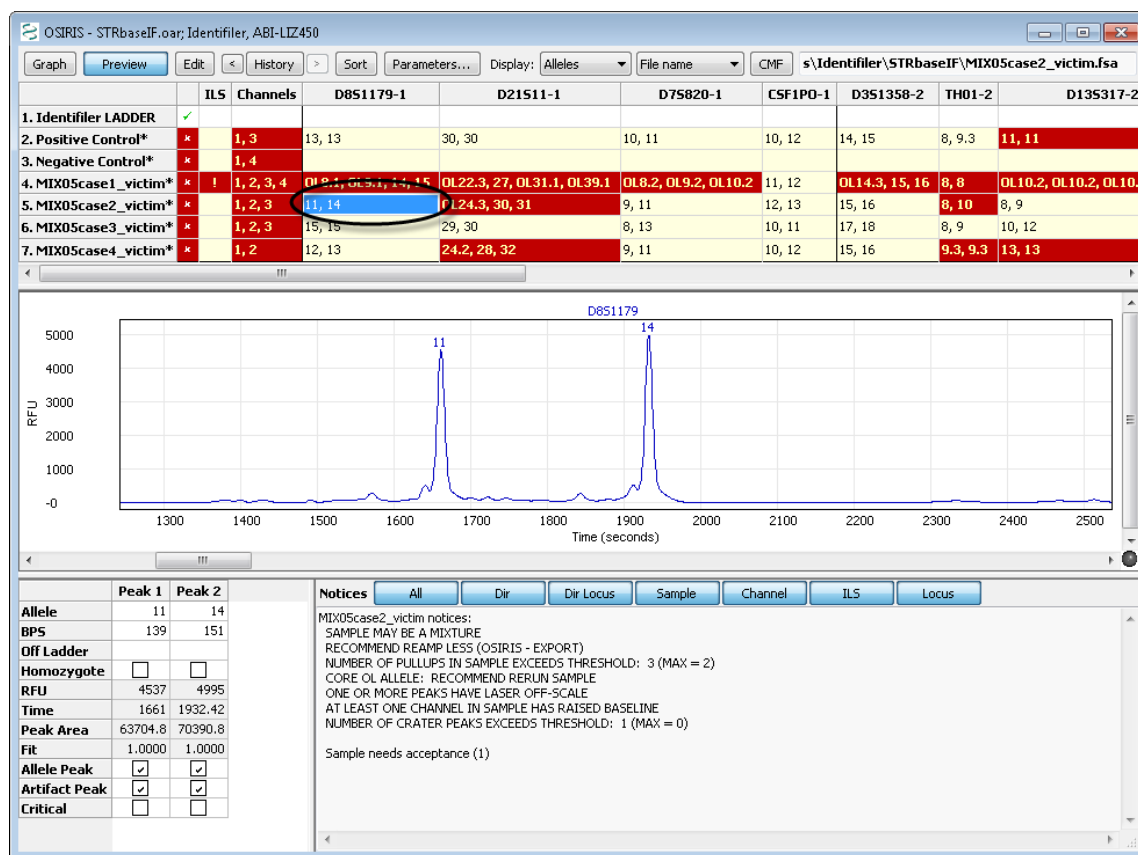 OSIRIS - STRbaseIF.oar; Identifiler, ABI-LIZ450
Graph Preview Edit < History > Sort Parameters... Display: Alleles File name CMF s\Identifiler\STRbaseIF\MIX05case2_victim.fsa
ILS Channels D8S1179-1 D21S11-1 D7S820-1 CSF1PO-1 D3S1358-2 TH01-2 D13S317-2
1. Identifiler LADDER
2. Positive Control* 1, 3 13, 13 30, 30 10, 11 10, 12 14, 15 8, 9.3 11, 11
3. Negative Control* 1, 4
4. MIX05case1_victim* ! 1, 2, 3, 4 OL8.1, OL9.1, 14, 15 OL22.3, 27, OL31.1, OL39.1 OL8.2, OL9.2, OL10.2 11, 12 OL14.3, 15, 16 8, 8 OL10.2, OL10.2, OL10.
5. MIX05case2_victim* 1, 2, 3 11, 14 OL24.3, 30, 31 9, 11 12, 13 15, 16 8, 10 8, 9
6. MIX05case3_victim* 1, 2, 3 15, 15 29, 30 8, 13 10, 11 17, 18 8, 9 10, 12
7. MIX05case4_victim* 1, 2 12, 13 24.2, 28, 32 9, 11 10, 12 15, 16 9.3, 9.3 13, 13
D8S1179
11 14
5000
4000
3000
2000
1000
-0
RFU
1300 1400 1500 1600 1700 1800 1900 2000 2100 2200 2300 2400 2500
Time (seconds)
Peak 1 Peak 2
Allele 11 14
BPS 139 151
Off Ladder
Homozygote
RFU 4537 4995
Time 1661 1932.42
Peak Area 63704.8 70390.8
Fit 1.0000 1.0000
Allele Peak
Artifact Peak
Critical
Notices All Dir Dir Locus Sample Channel ILS Locus
MIX05case2_victim notices:
SAMPLE MAY BE A MIXTURE
RECOMMEND REAMP LESS (OSIRIS - EXPORT)
NUMBER OF PULLUPS IN SAMPLE EXCEEDS THRESHOLD: 3 (MAX = 2)
CORE OL ALLELE: RECOMMEND RERUN SAMPLE
ONE OR MORE PEAKS HAVE LASER OFF-SCALE
AT LEAST ONE CHANNEL IN SAMPLE HAS RAISED BASELINE
NUMBER OF CRATER PEAKS EXCEEDS THRESHOLD: 1 (MAX = 0)
Sample needs acceptance (1)